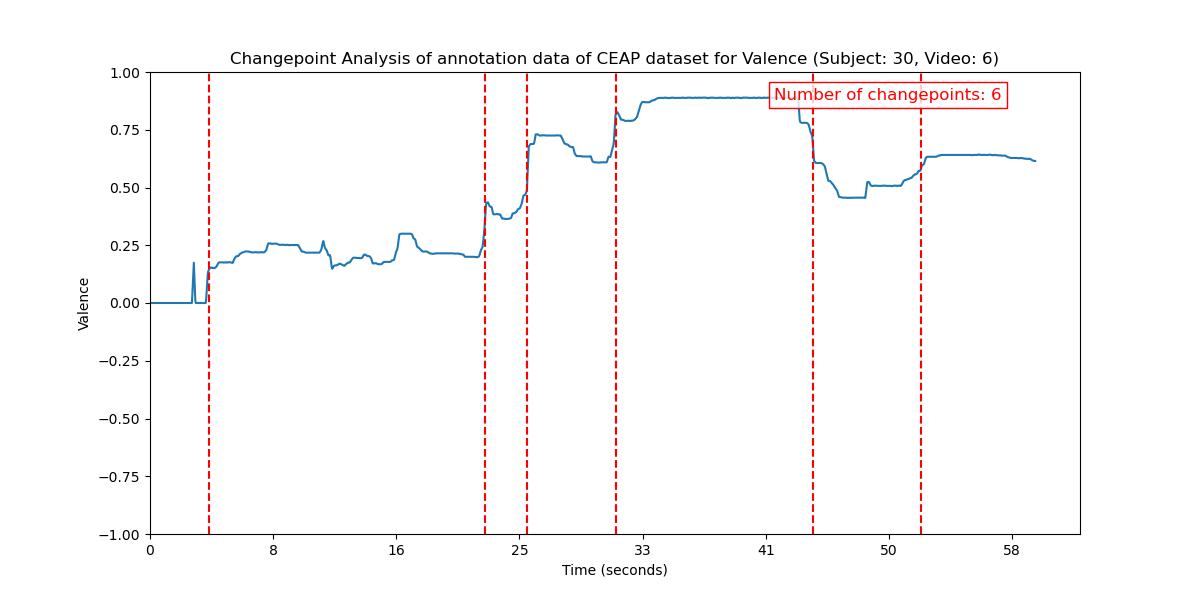 Changepoint Analysis of annotation data of CEAP dataset for Valence (Subject: 30, Video: 6)
Number of changepoints: 6
Valence
1.00
0.75
0.50
0.25
0.00
−0.25
−0.50
−0.75
−1.00
0 8 16 25 33 41 50 58
Time (seconds)